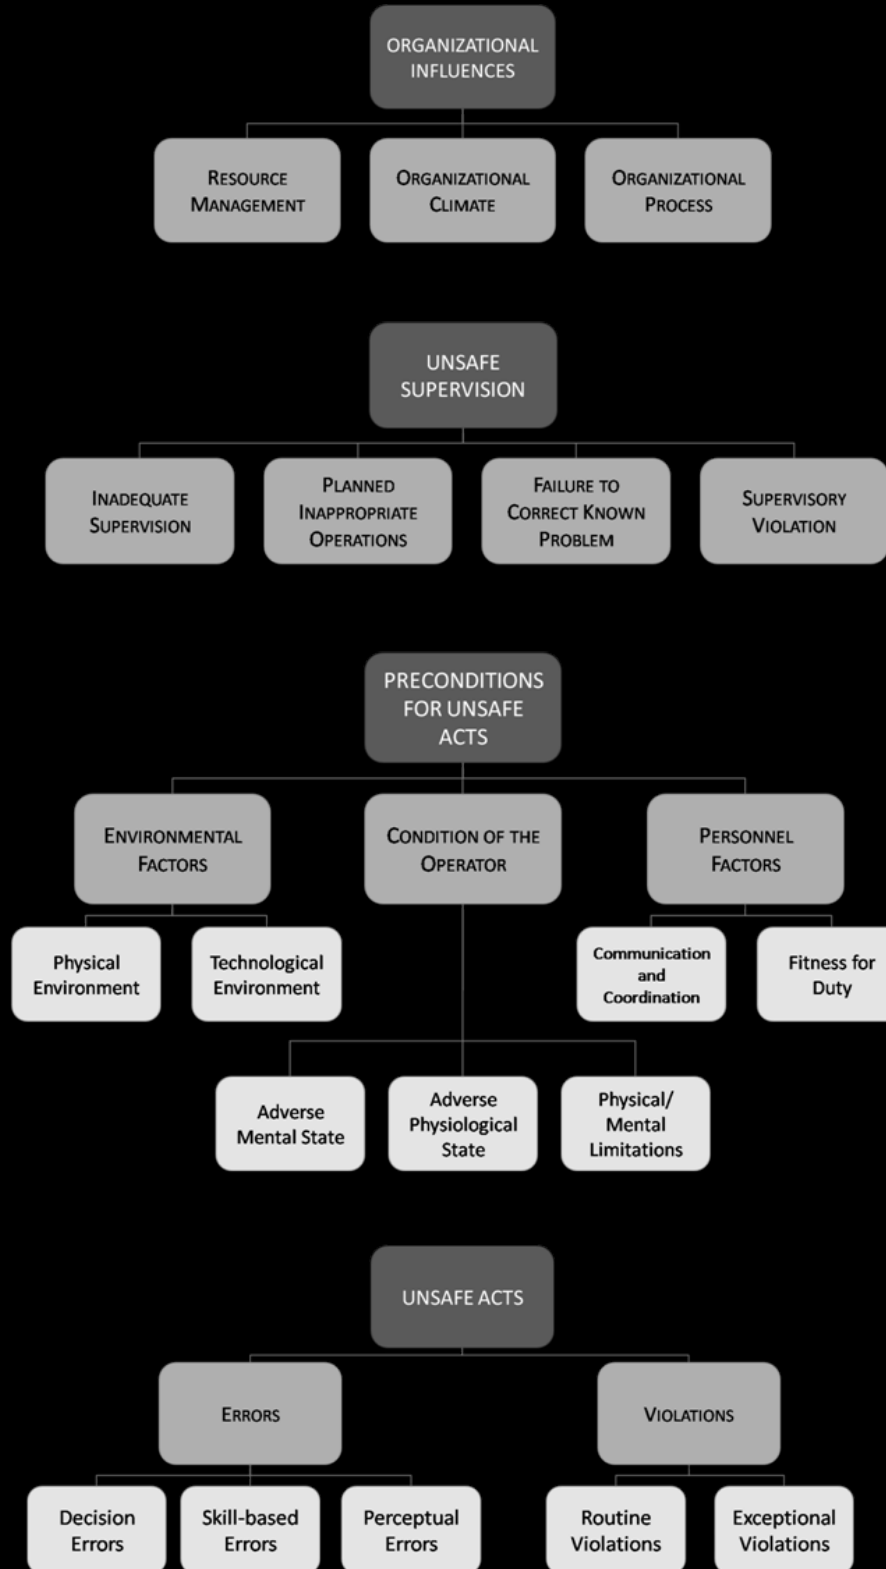 ORGANIZATIONAL
INFLUENCES
RESOURCE
MANAGEMENT
ORGANIZATIONAL
CLIMATE
ORGANIZATIONAL
PROCESS
UNSAFE
SUPERVISION
INADEQUATE
SUPERVISION
PLANNED
INAPPROPRIATE
OPERATIONS
FAILURE TO
CORRECT KNOWN
PROBLEM
SUPERVISORY
VIOLATION
PRECONDITIONS
FOR UNSAFE
ACTS
ENVIRONMENTAL
FACTORS
CONDITION OF THE
OPERATOR
PERSONNEL
FACTORS
Physical
Environment
Technological
Environment
Communication
and
Coordination
Fitness for
Duty
Adverse
Mental State
Adverse
Physiological
State
Physical/
Mental
Limitations
UNSAFE ACTS
ERRORS
VIOLATIONS
Decision
Errors
Skill-based
Errors
Perceptual
Errors
Routine
Violations
Exceptional
Violations